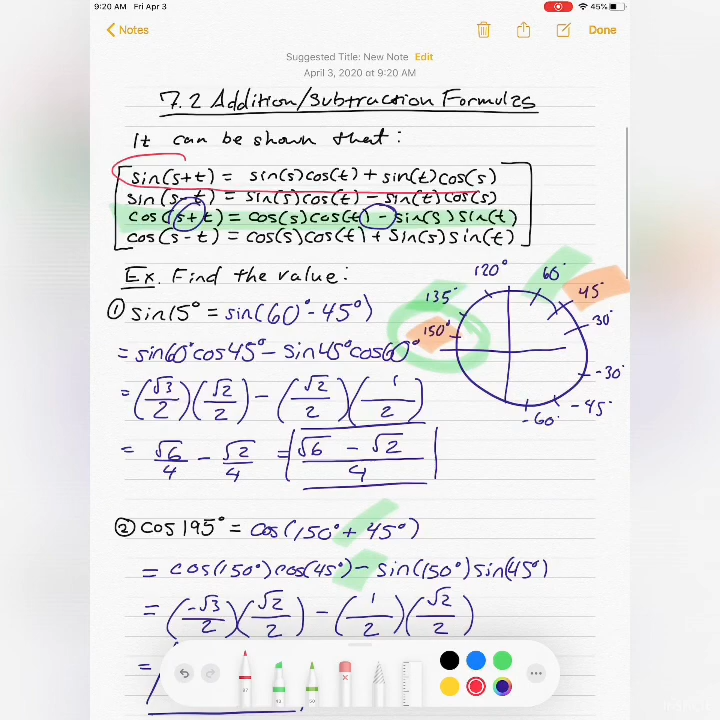 9:20 AM Fri Apr 3
45%
Notes
Done
Suggested Title: New Note Edit
April 3, 2020 at 9:20 AM
7.2 Addition/Subtraction Formulas
It can be shown that:
sin(s+t) = sin(s)cos(t) + sin(t)cos(s)
sin(s-t) = sin(s)cos(t) - sin(t)cos(s)
cos(s+t) = cos(s)cos(t) - sin(s)sin(t)
cos(s-t) = cos(s)cos(t) + sin(s)sin(t)
Ex. Find the value:
120° 60°
135° 45°
150° 30°
-30°
-45°
-60°
① sin15° = sin(60° - 45°)
= sin60°cos45° - sin45°cos60°
= (√3/2)(√2/2) - (√2/2)(1/2)
= √6/4 - √2/4 = (√6 - √2)/4
② cos195° = cos(150° + 45°)
= cos(150°)cos(45°) - sin(150°)sin(45°)
= (-√3/2)(√2/2) - (1/2)(√2/2)
=